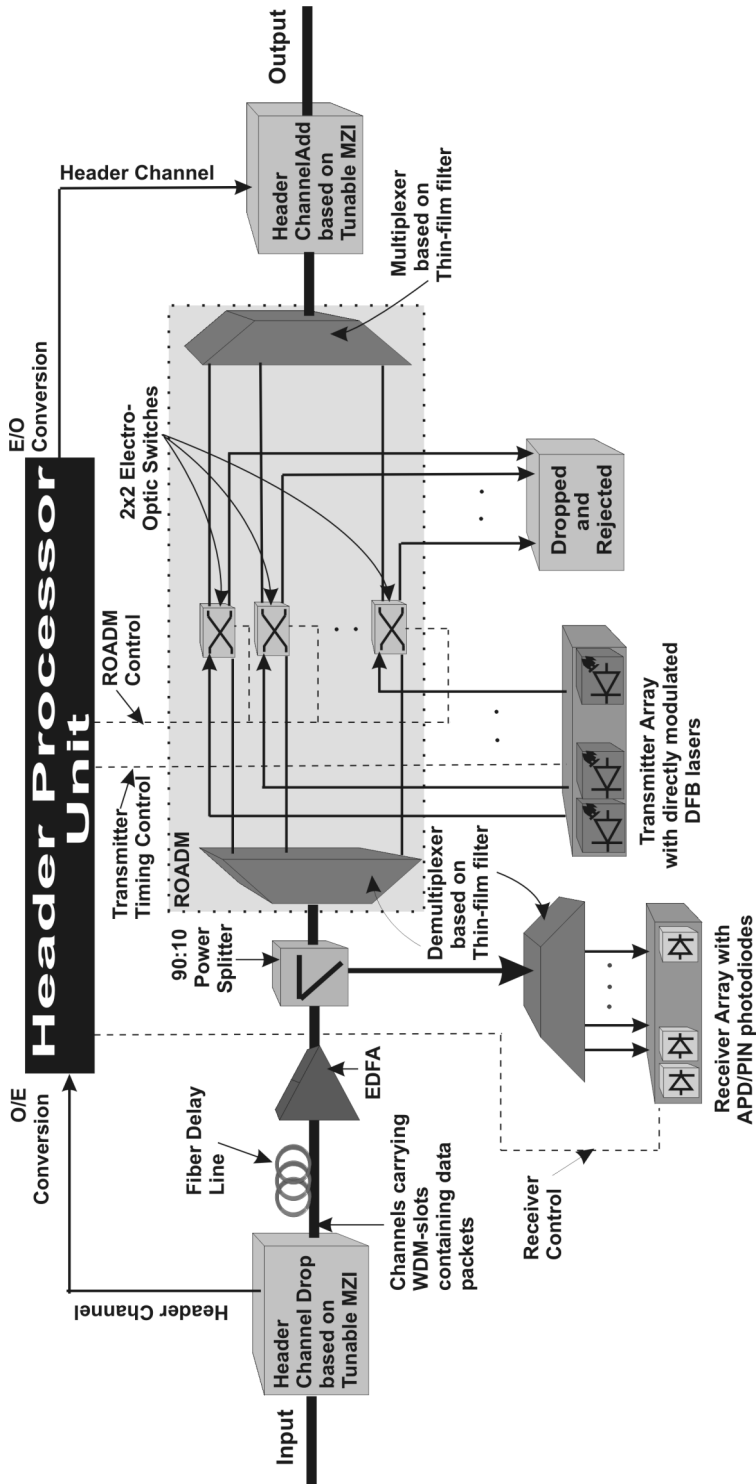 Header Processor
Unit
O/E
Conversion
E/O
Conversion
Header Channel
Header Channel
Transmitter
Timing Control
ROADM
Control
Input
Header
Channel Drop
based on
Tunable MZI
Fiber Delay
Line
Channels carrying
WDM-slots
containing data
packets
EDFA
90:10
Power
Splitter
ROADM
Demultiplexer
based on
Thin-film filter
2x2 Electro-
Optic Switches
Multiplexer
based on
Thin-film filter
Header
ChannelAdd
based on
Tunable MZI
Output
Receiver
Control
Receiver Array with
APD/PIN photodiodes
Transmitter Array
with directly modulated
DFB lasers
Dropped
and
Rejected